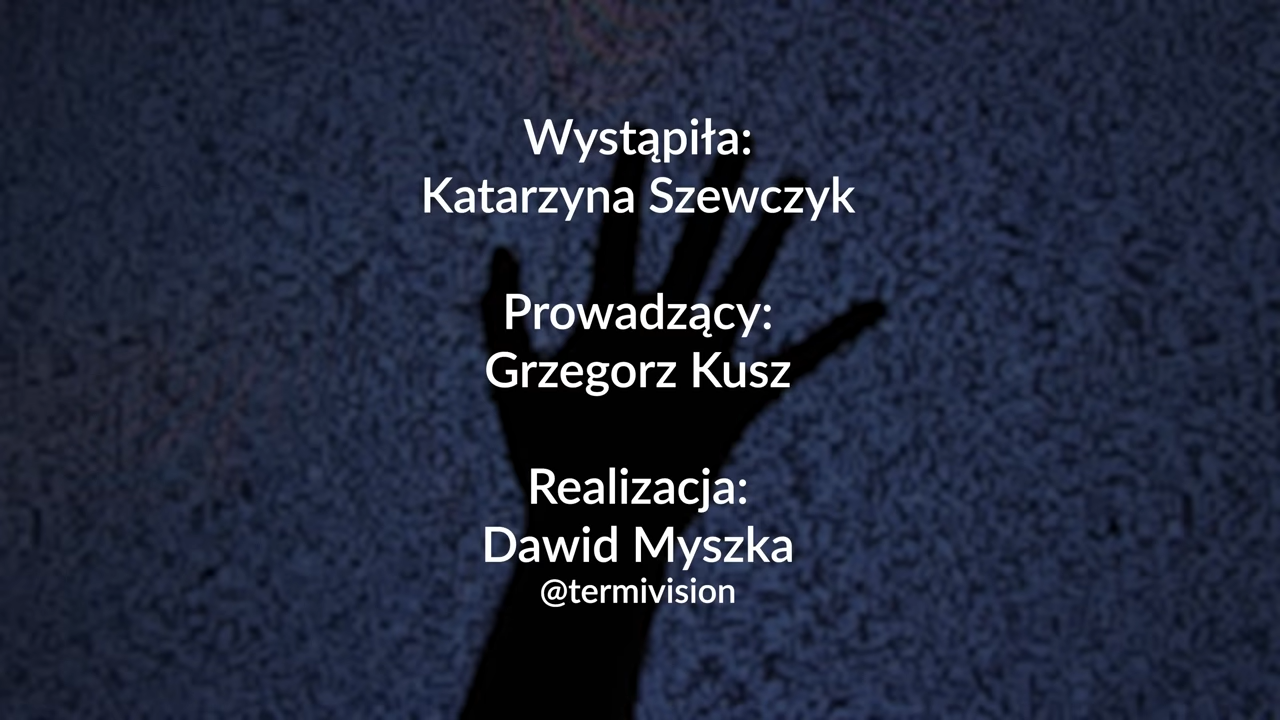 Wystąpiła:
Katarzyna Szewczyk
Prowadzący:
Grzegorz Kusz
Realizacja:
Dawid Myszka
@termivision